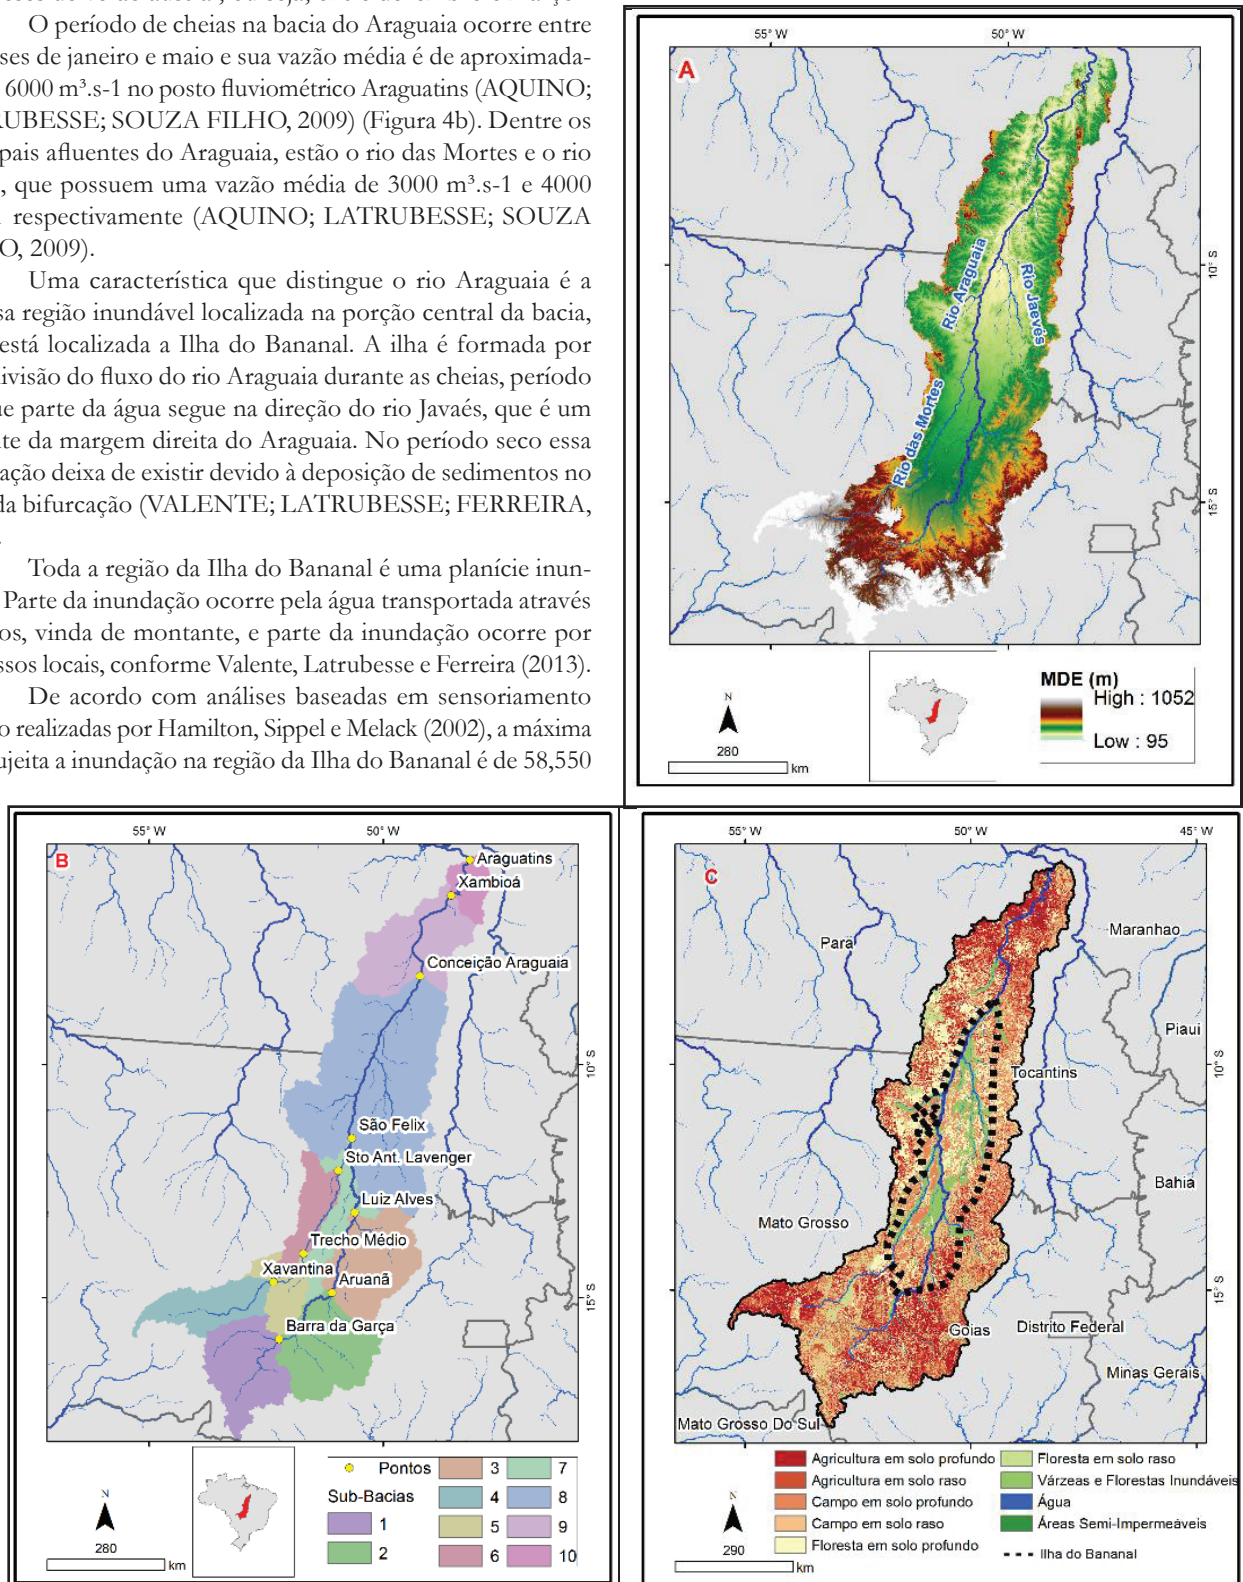 O período de cheias na bacia do Araguaia ocorre entre
ses de janeiro e maio e sua vazão média é de aproximada-
6000 m³.s-1 no posto fluviométrico Araguatins (AQUINO;
RUBESSE; SOUZA FILHO, 2009) (Figura 4b). Dentre os
pais afluentes do Araguaia, estão o rio das Mortes e o rio
, que possuem uma vazão média de 3000 m³.s-1 e 4000
respectivamente (AQUINO; LATRUBESSE; SOUZA
O, 2009).
Uma característica que distingue o rio Araguaia é a
sa região inundável localizada na porção central da bacia,
está localizada a Ilha do Bananal. A ilha é formada por
divisão do fluxo do rio Araguaia durante as cheias, período
ue parte da água segue na direção do rio Javaés, que é um
te da margem direita do Araguaia. No período seco essa
ação deixa de existir devido à deposição de sedimentos no
da bifurcação (VALENTE; LATRUBESSE; FERREIRA,
.
Toda a região da Ilha do Bananal é uma planície inun-
Parte da inundação ocorre pela água transportada através
os, vinda de montante, e parte da inundação ocorre por
ssos locais, conforme Valente, Latrubesse e Ferreira (2013).
De acordo com análises baseadas em sensoriamento
o realizadas por Hamilton, Sippel e Melack (2002), a máxima
ujeita a inundação na região da Ilha do Bananal é de 58,550
55° W
50° W
A
Rio Araguaia
Rio Jaevés
10° S
Rio das Mortes
15° S
N
280
km
MDE (m)
High : 1052
Low : 95
55° W
50° W
B
Araguatins
Xambioá
Conceição Araguaia
10° S
São Felix
Sto Ant. Lavenger
Luiz Alves
Trecho Médio
Xavantina
Aruanã
15° S
Barra da Garça
N
280
km
Pontos
Sub-Bacias
1
2
3
4
5
6
7
8
9
10
55° W
50° W
45° W
C
Maranhao
Para
Piaui
10° S
Tocantins
Bahia
Mato Grosso
15° S
Goias
Distrito Federal
Minas Gerais
Mato Grosso Do Sul
N
290
km
Agricultura em solo profundo
Agricultura em solo raso
Campo em solo profundo
Campo em solo raso
Floresta em solo profundo
Floresta em solo raso
Várzeas e Florestas Inundáveis
Água
Áreas Semi-Impermeáveis
Ilha do Bananal